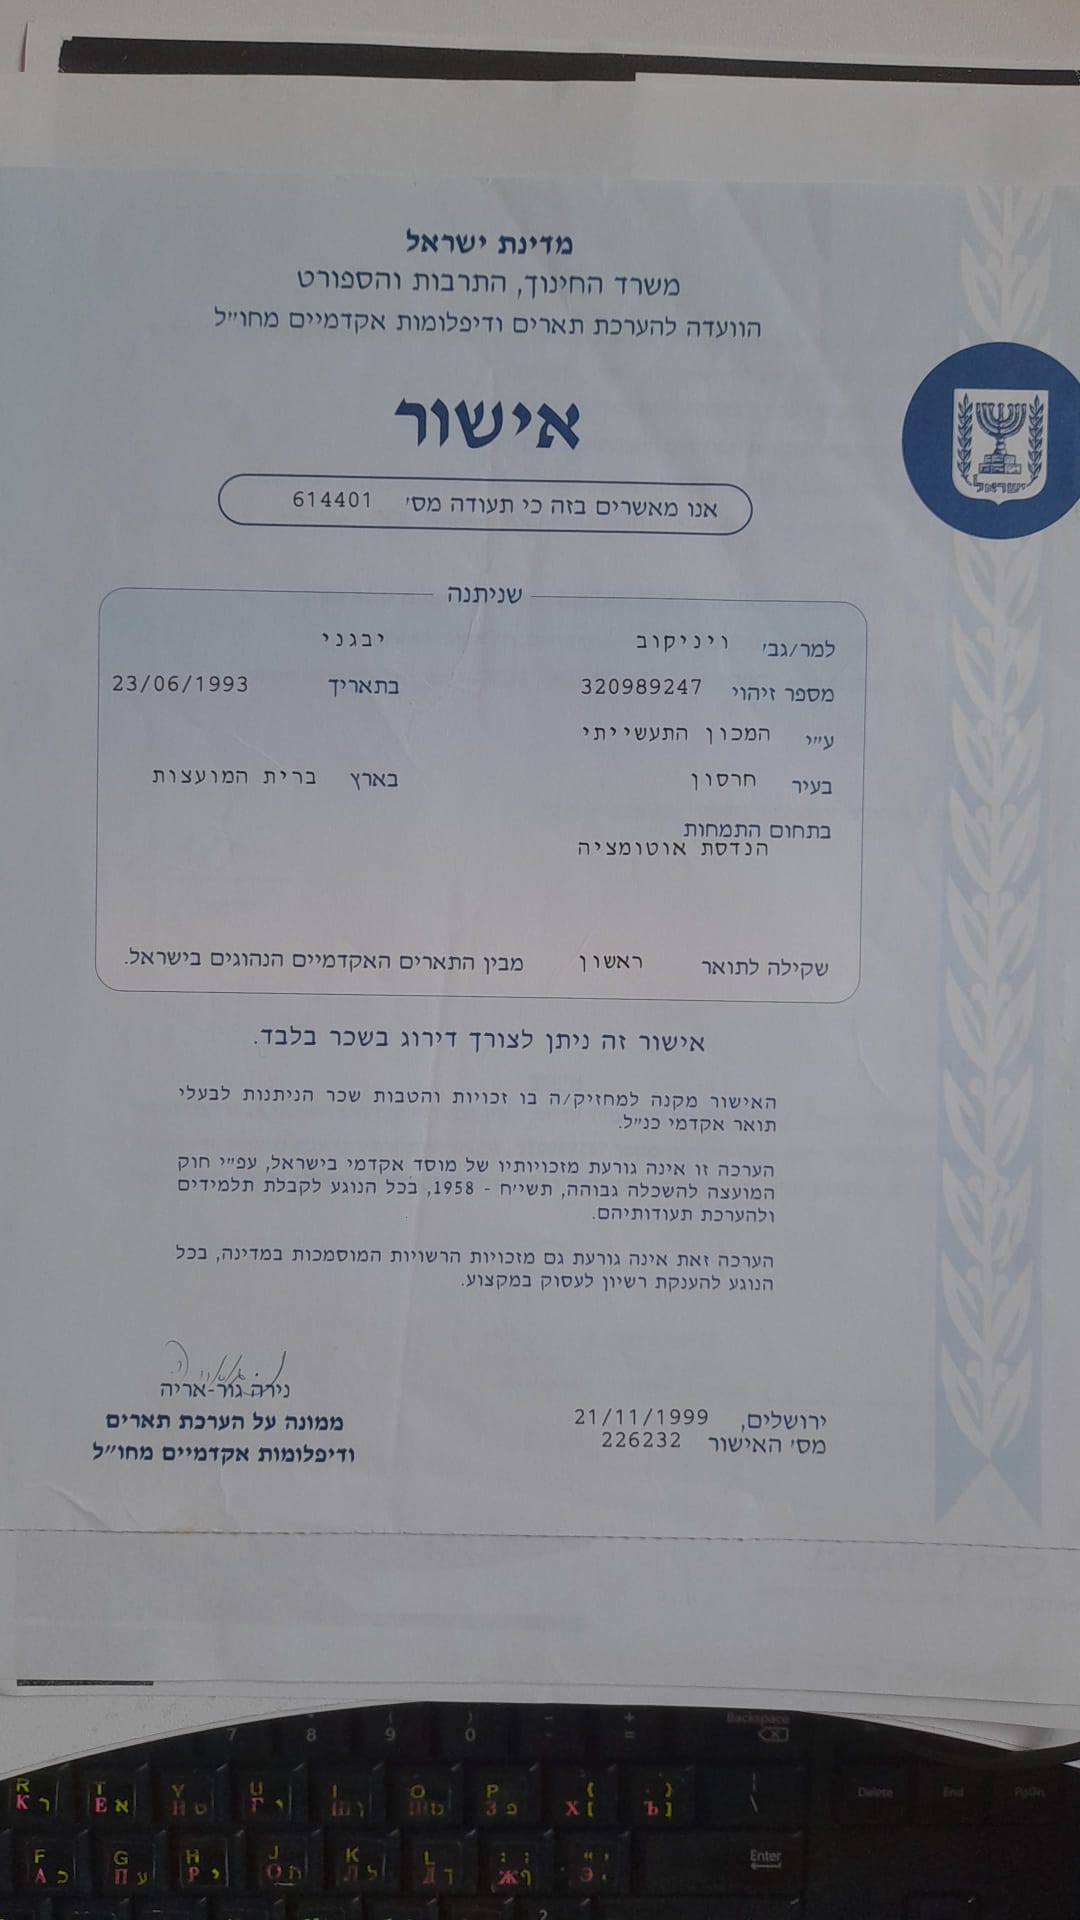 מדינת ישראל
משרד החינוך, התרבות והספורט
הוועדה להערכת תארים ודיפלומות אקדמיים מחו״ל
ישראל
אישור
אנו מאשרים בזה כי תעודה מס׳ 614401
שניתנה
למר/גב׳ ויניקוב יבגני
מספר זיהוי 320989247 בתאריך 23/06/1993
ע״י המכון התעשייתי
בעיר חרסון בארץ ברית המועצות
בתחום התמחות
הנדסת אוטומציה
שקילה לתואר ראשון מבין התארים האקדמיים הנהוגים בישראל.
אישור זה ניתן לצורך דירוג בשכר בלבד.
האישור מקנה למחזיק/ה בו זכויות והטבות שכר הניתנות לבעלי
תואר אקדמי כנ״ל.
הערכה זו אינה גורעת מזכויותיו של מוסד אקדמי בישראל, עפ״י חוק
המועצה להשכלה גבוהה, תשי״ח - 1958, בכל הנוגע לקבלת תלמידים
ולהערכת תעודותיהם.
הערכה זאת אינה גורעת גם מזכויות הרשויות המוסמכות במדינה, בכל
הנוגע להענקת רשיון לעסוק במקצוע.
נירה גור-אריה
ממונה על הערכת תארים
ודיפלומות אקדמיים מחו״ל
ירושלים, 21/11/1999
מס׳ האישור 226232
7 8 9 0 - + = Backspace
R К ר T Е א Y Н ט U Г י I Ш ן O Щ ם P З פ { Х [ } Ъ ] | \ Delete End PgDn
F А כ G П ע H Р י J О ח K Л ל L Д ך : ; Ж ף " ' Э , Enter